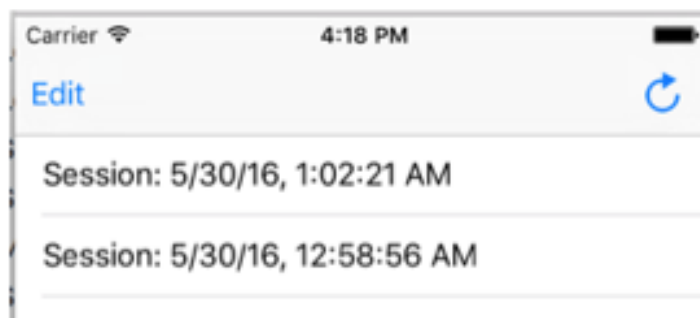 Carrier 4:18 PM
Edit
Session: 5/30/16, 1:02:21 AM
Session: 5/30/16, 12:58:56 AM